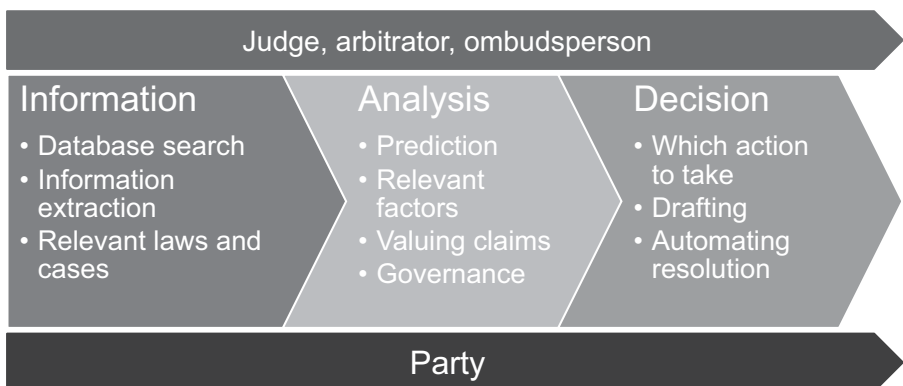 Judge, arbitrator, ombudsperson
Information
• Database search
• Information
extraction
• Relevant laws and
cases
Analysis
• Prediction
• Relevant
factors
• Valuing claims
• Governance
Decision
• Which action
to take
• Drafting
• Automating
resolution
Party